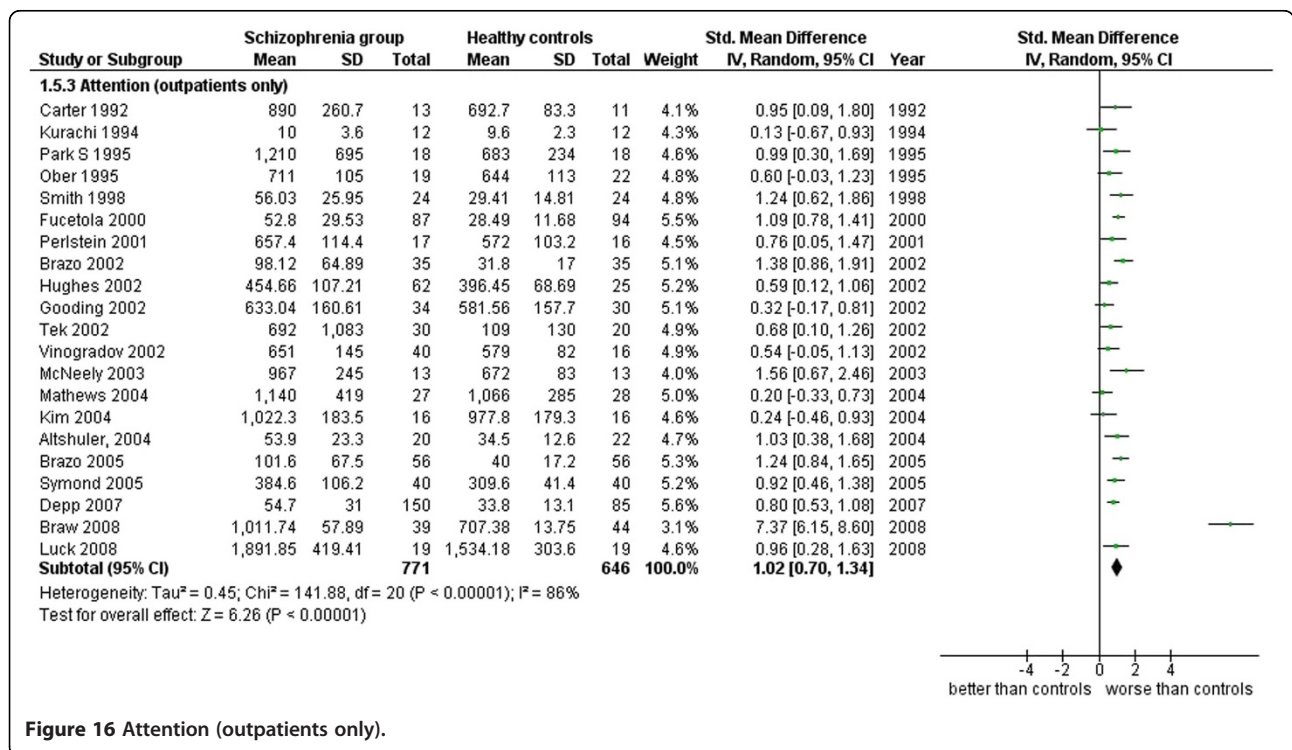 Schizophrenia group Healthy controls Std. Mean Difference Std. Mean Difference
Study or Subgroup Mean SD Total Mean SD Total Weight IV, Random, 95% CI Year IV, Random, 95% CI
1.5.3 Attention (outpatients only)
Carter 1992 890 260.7 13 692.7 83.3 11 4.1% 0.95 [0.09, 1.80] 1992
Kurachi 1994 10 3.6 12 9.6 2.3 12 4.3% 0.13 [-0.67, 0.93] 1994
Park S 1995 1,210 695 18 683 234 18 4.6% 0.99 [0.30, 1.69] 1995
Ober 1995 711 105 19 644 113 22 4.8% 0.60 [-0.03, 1.23] 1995
Smith 1998 56.03 25.95 24 29.41 14.81 24 4.8% 1.24 [0.62, 1.86] 1998
Fucetola 2000 52.8 29.53 87 28.49 11.68 94 5.5% 1.09 [0.78, 1.41] 2000
Perlstein 2001 657.4 114.4 17 572 103.2 16 4.5% 0.76 [0.05, 1.47] 2001
Brazo 2002 98.12 64.89 35 31.8 17 35 5.1% 1.38 [0.86, 1.91] 2002
Hughes 2002 454.66 107.21 62 396.45 68.69 25 5.2% 0.59 [0.12, 1.06] 2002
Gooding 2002 633.04 160.61 34 581.56 157.7 30 5.2% 0.32 [-0.17, 0.81] 2002
Tek 2002 692 1,083 30 109 130 20 4.9% 0.68 [0.10, 1.26] 2002
Vinogradov 2002 651 145 40 579 82 16 4.9% 0.54 [-0.05, 1.13] 2002
McNeely 2003 967 245 13 672 83 13 4.0% 1.56 [0.67, 2.46] 2003
Mathews 2004 1,140 419 27 1,066 285 28 5.1% 0.20 [-0.33, 0.73] 2004
Kim 2004 1,022.3 183.5 16 977.8 179.3 16 4.6% 0.24 [-0.46, 0.93] 2004
Altshuler, 2004 53.9 23.3 20 34.5 12.6 22 4.7% 1.03 [0.38, 1.68] 2004
Brazo 2005 101.6 67.5 56 40 17.2 56 5.3% 1.24 [0.84, 1.65] 2005
Symond 2005 384.6 106.2 40 309.6 41.4 40 5.2% 0.92 [0.46, 1.38] 2005
Depp 2007 54.7 31 150 33.8 13.1 85 5.6% 0.80 [0.53, 1.08] 2007
Braw 2008 1,011.74 57.89 39 707.38 13.75 44 3.1% 7.37 [6.15, 8.60] 2008
Luck 2008 1,891.85 419.41 19 1,534.18 303.6 19 4.6% 0.96 [0.28, 1.63] 2008
Subtotal (95% CI) 771 646 100.0% 1.02 [0.70, 1.34]
Heterogeneity: Tau² = 0.45; Chi² = 141.88, df = 20 (P < 0.00001); I² = 86%
Test for overall effect: Z = 6.26 (P < 0.00001)
-4 -2 0 2 4
better than controls worse than controls
Figure 16 Attention (outpatients only).